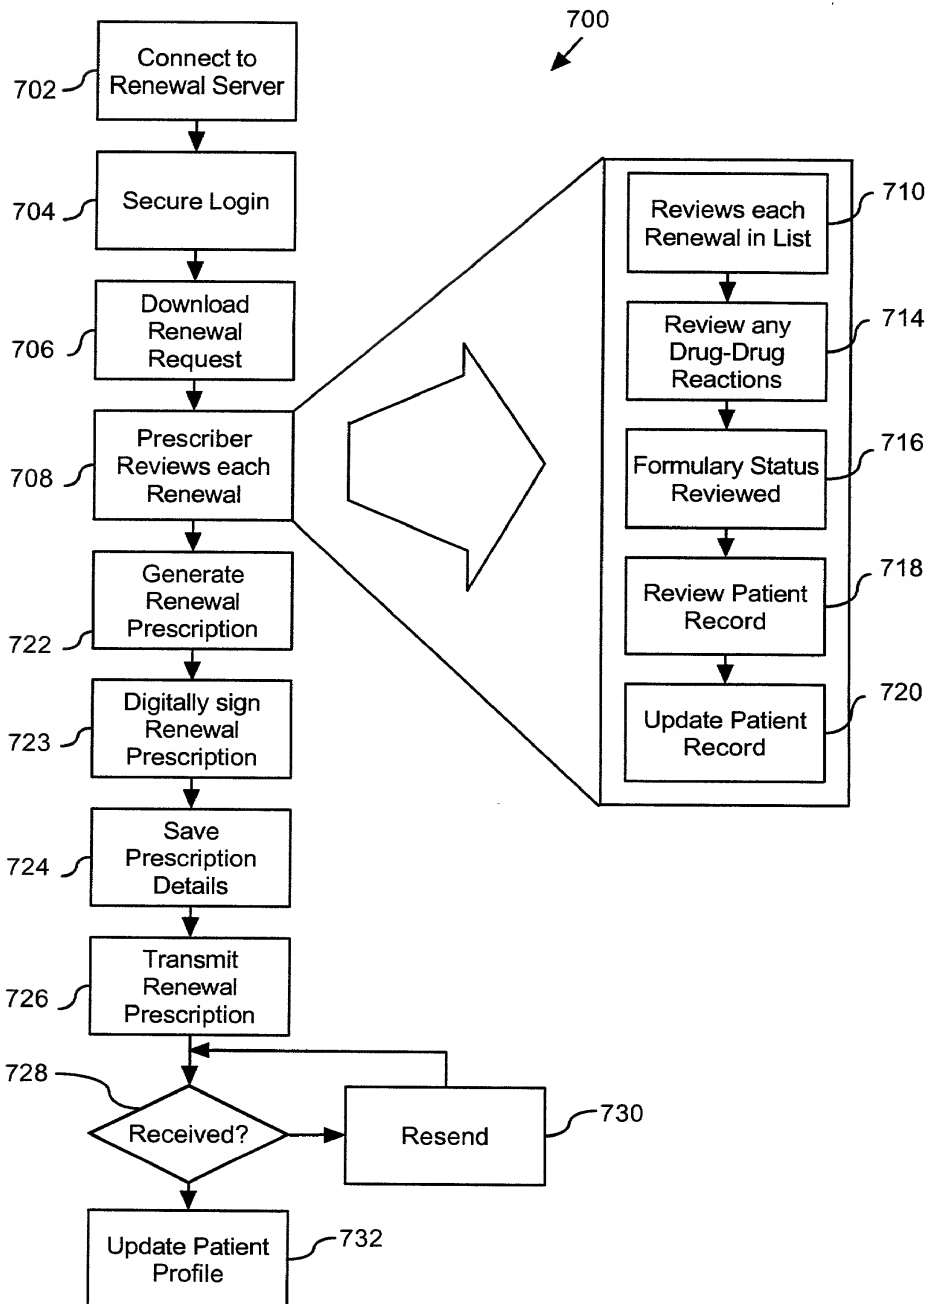 700
702
Connect to
Renewal Server
704
Secure Login
706
Download
Renewal
Request
708
Prescriber
Reviews each
Renewal
710
Reviews each
Renewal in List
714
Review any
Drug-Drug
Reactions
716
Formulary Status
Reviewed
718
Review Patient
Record
720
Update Patient
Record
722
Generate
Renewal
Prescription
723
Digitally sign
Renewal
Prescription
724
Save
Prescription
Details
726
Transmit
Renewal
Prescription
728
Received?
Resend
730
Update Patient
Profile
732